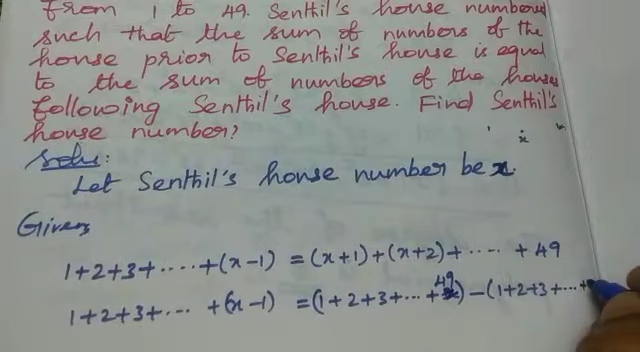 from 1 to 49. Senthil's house numbered
such that the sum of numbers of the
house prior to Senthil's house is equal
to the sum of numbers of the houses
following Senthil's house. Find Senthil's
house number?
Solu:
Let Senthil's house number be x.
Given,
1+2+3+.....+(x-1) = (x+1)+(x+2)+..... + 49
1+2+3+.... +(x-1) = (1+2+3+...+49)-(1+2+3+...+